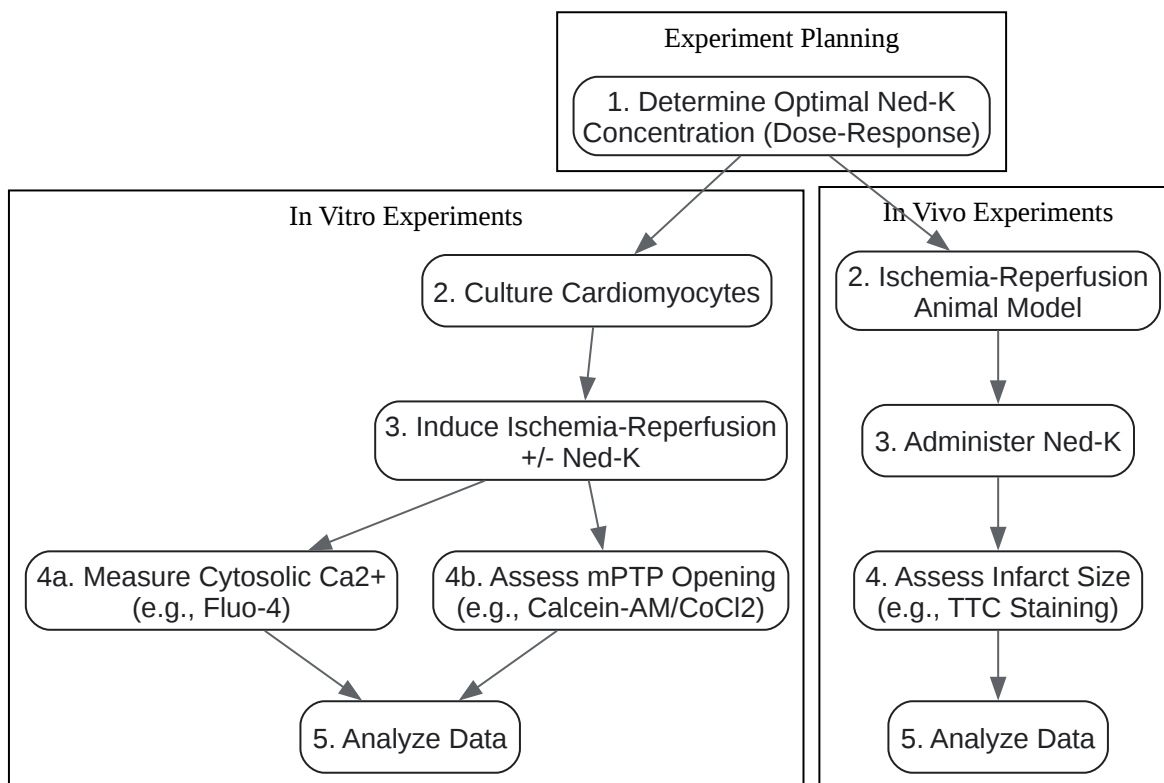 Experiment Planning
1. Determine Optimal Ned-K
Concentration (Dose-Response)
In Vitro Experiments
2. Culture Cardiomyocytes
3. Induce Ischemia-Reperfusion
+/- Ned-K
4a. Measure Cytosolic Ca2+
(e.g., Fluo-4)
4b. Assess mPTP Opening
(e.g., Calcein-AM/CoCl2)
5. Analyze Data
In Vivo Experiments
2. Ischemia-Reperfusion
Animal Model
3. Administer Ned-K
4. Assess Infarct Size
(e.g., TTC Staining)
5. Analyze Data